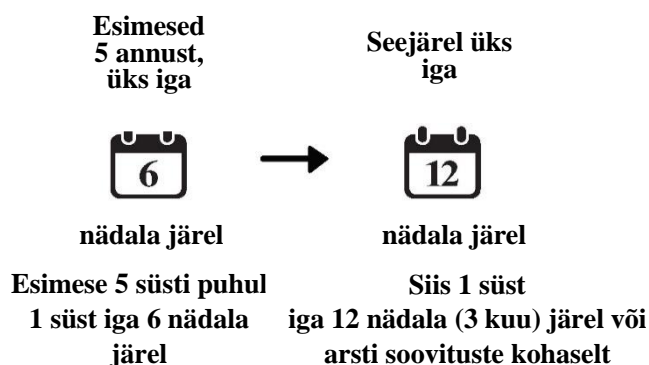 Esimesed
5 annust,
üks iga
6
nädala järel
Esimese 5 süsti puhul
1 süst iga 6 nädala
järel
Seejärel üks
iga
12
nädala järel
Siis 1 süst
iga 12 nädala (3 kuu) järel või
arsti soovituste kohaselt